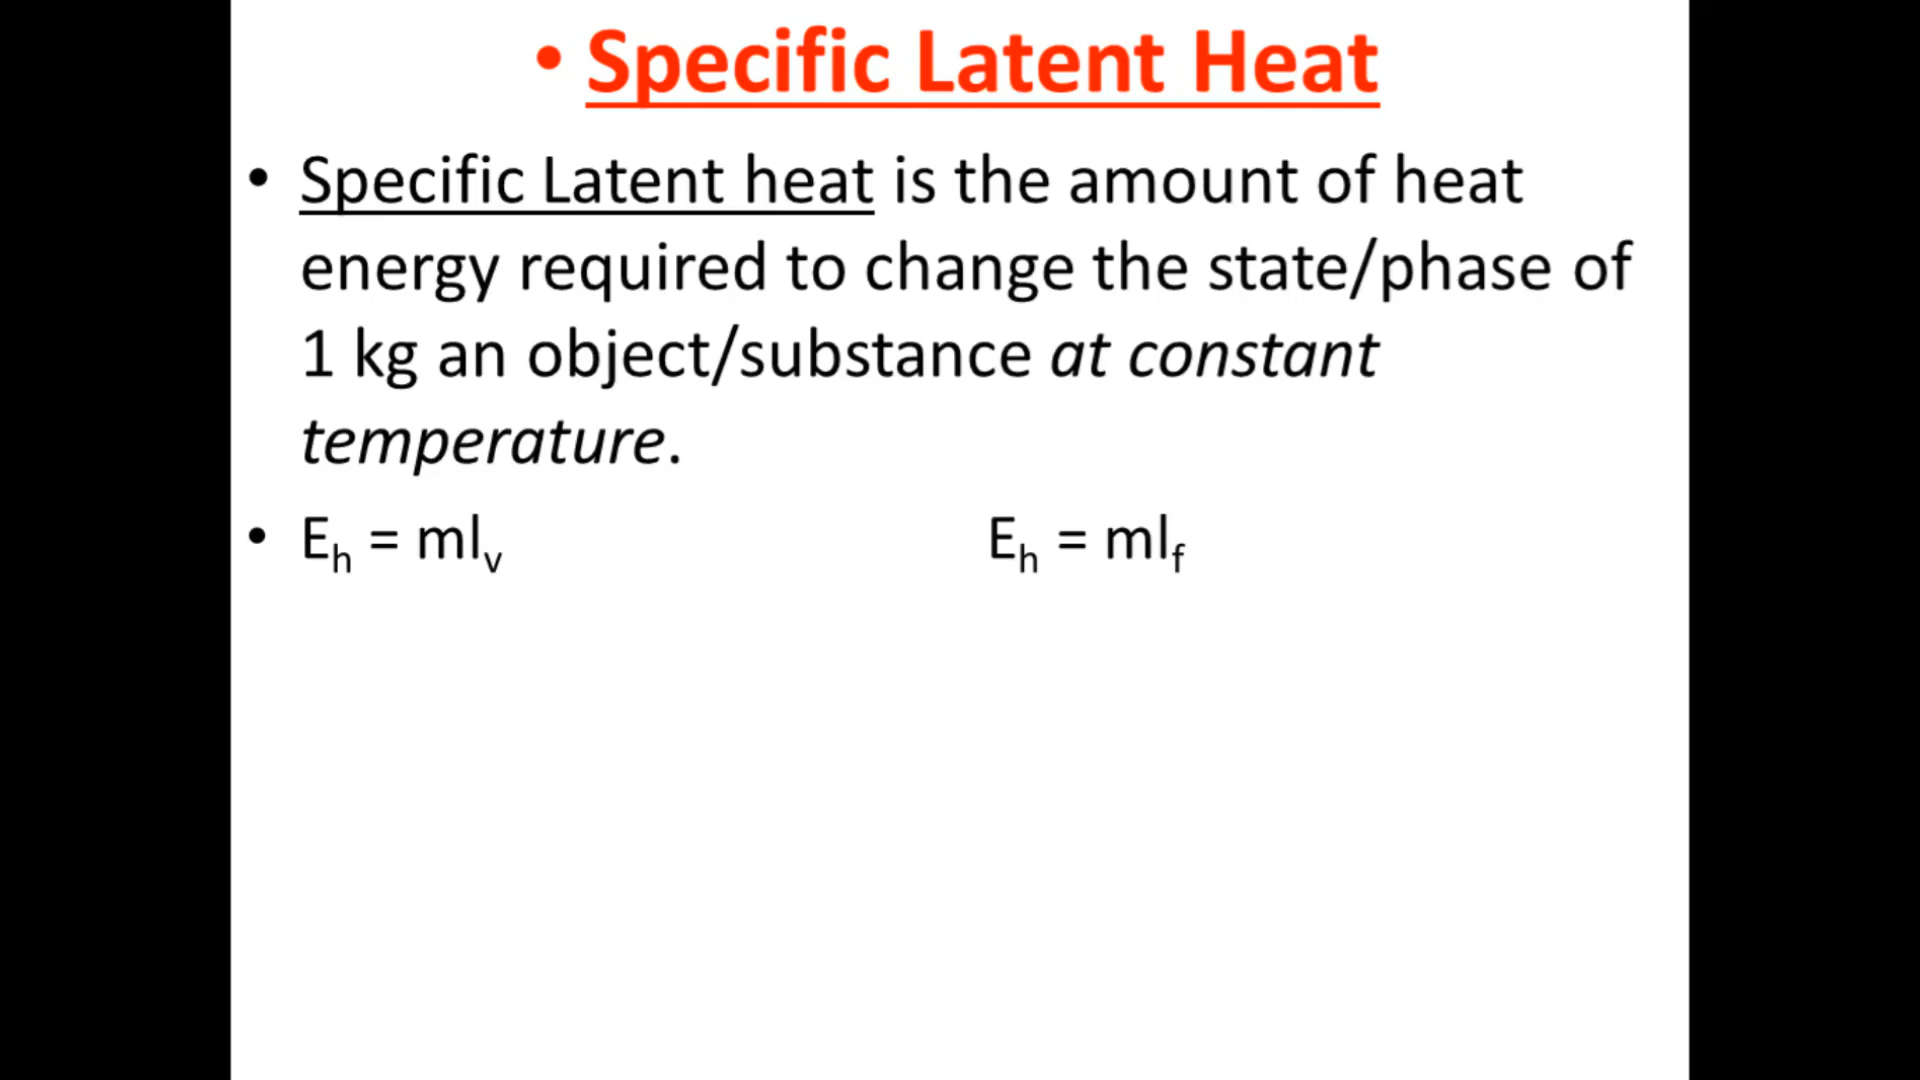 • Specific Latent Heat
• Specific Latent heat is the amount of heat
energy required to change the state/phase of
1 kg an object/substance at constant
temperature.
• Eₕ = mlᵥ Eₕ = ml_f